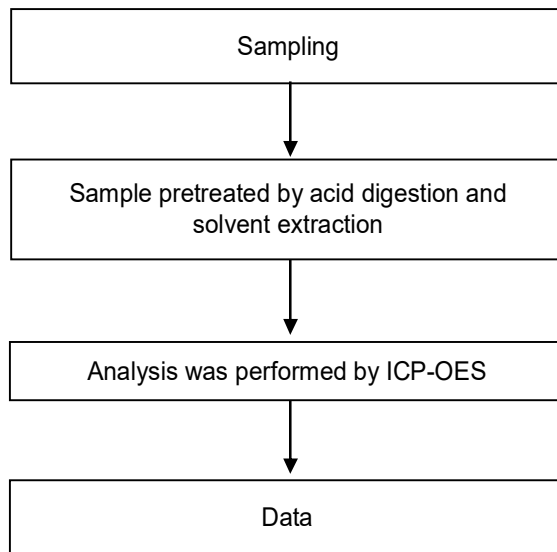 Sampling
Sample pretreated by acid digestion and
solvent extraction
Analysis was performed by ICP-OES
Data